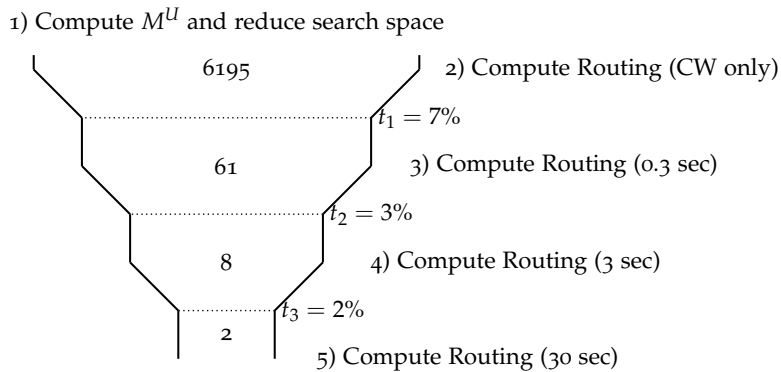 1) Compute M^U and reduce search space
6195
2) Compute Routing (CW only)
t₁ = 7%
61
3) Compute Routing (0.3 sec)
t₂ = 3%
8
4) Compute Routing (3 sec)
t₃ = 2%
2
5) Compute Routing (30 sec)